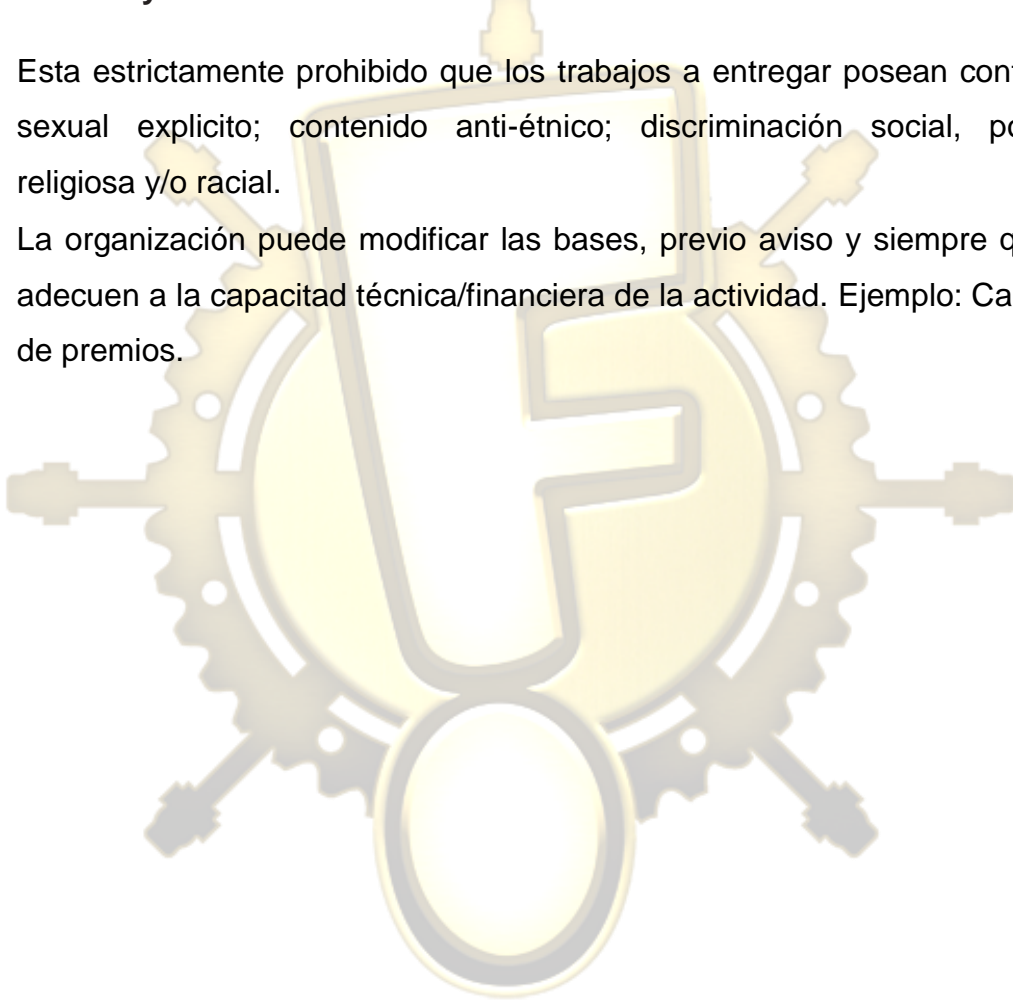 Esta estrictamente prohibido que los trabajos a entregar posean
sexual explicito; contenido anti-étnico; discriminación social,
religiosa y/o racial.
La organización puede modificar las bases, previo aviso y siempre
adecuen a la capacitad técnica/financiera de la actividad. Ejemplo:
de premios.
F